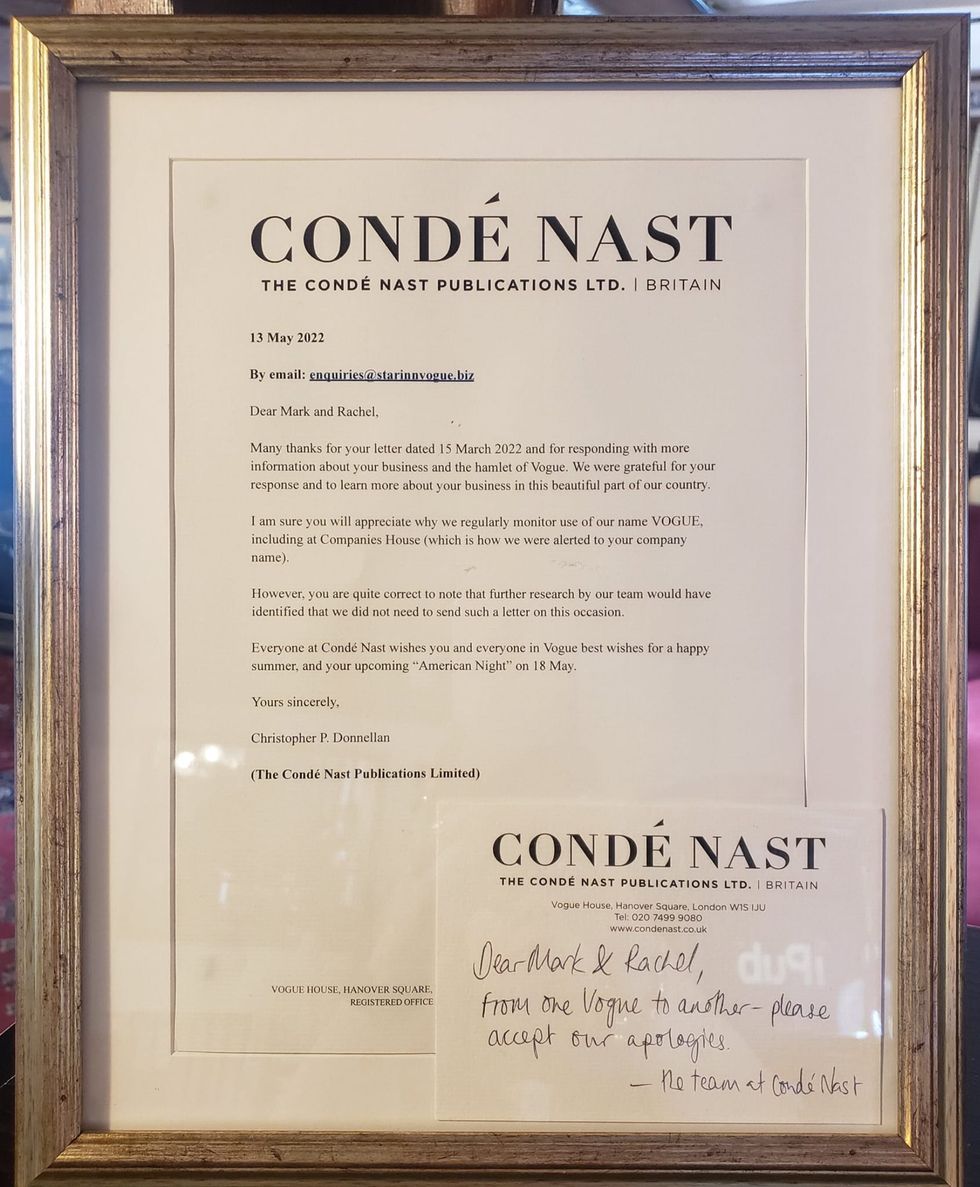 CONDÉ NAST
THE CONDÉ NAST PUBLICATIONS LTD. | BRITAIN
13 May 2022
By email: enquiries@starinnvogue.biz
Dear Mark and Rachel,
Many thanks for your letter dated 15 March 2022 and for responding with more
information about your business and the hamlet of Vogue. We were grateful for your
response and to learn more about your business in this beautiful part of our country.
I am sure you will appreciate why we regularly monitor use of our name VOGUE,
including at Companies House (which is how we were alerted to your company
name).
However, you are quite correct to note that further research by our team would have
identified that we did not need to send such a letter on this occasion.
Everyone at Condé Nast wishes you and everyone in Vogue best wishes for a happy
summer, and your upcoming “American Night” on 18 May.
Yours sincerely,
Christopher P. Donnellan
(The Condé Nast Publications Limited)
VOGUE HOUSE, HANOVER SQUARE,
REGISTERED OFFICE
CONDÉ NAST
THE CONDÉ NAST PUBLICATIONS LTD. | BRITAIN
Vogue House, Hanover Square, London W1S 1JU
Tel: 020 7499 9080
www.condenast.co.uk
Dear Mark & Rachel,
From one Vogue to another – please
accept our apologies.
– The team at Condé Nast
iPub